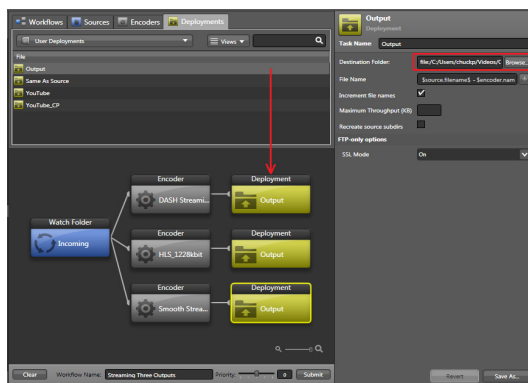 Workflows Sources Encoders Deployments
User Deployments
Views
File
Output
Same As Source
YouTube
YouTube_CP
Output
Deployment
Task Name Output
Destination Folder: file:/C:/Users/chuckp/Videos/C Browse...
File Name $source.filename$ - $encoder.nam
Increment file names
Maximum Throughput (KB)
Recreate source subdirs
FTP-only options
SSL Mode On
Encoder Deployment
DASH Streami... Output
Watch Folder
Incoming
Encoder Deployment
HLS_1228kbit Output
Encoder Deployment
Smooth Strea... Output
Clear Workflow Name: Streaming Three Outputs Priority: 0 Submit
Revert Save As...